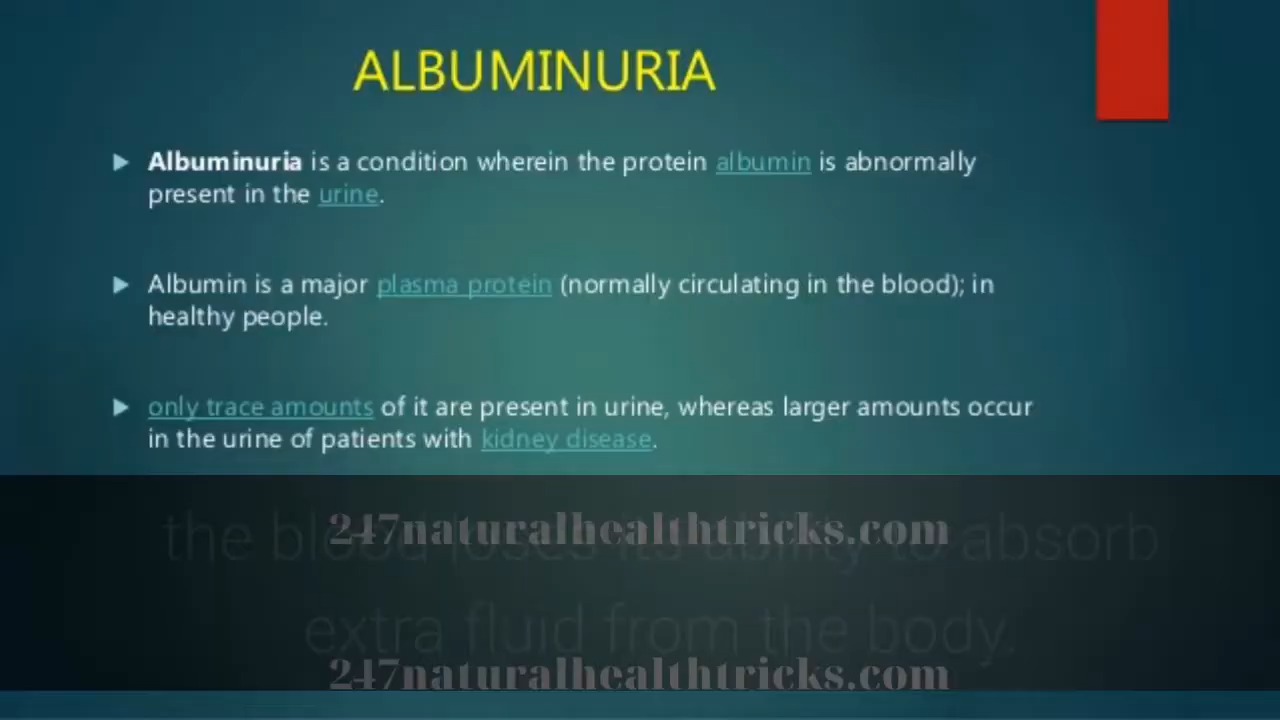 ALBUMINURIA
Albuminuria is a condition wherein the protein albumin is abnormally
present in the urine.
Albumin is a major plasma protein (normally circulating in the blood); in
healthy people.
only trace amounts of it are present in urine, whereas larger amounts occur
in the urine of patients with kidney disease.
247naturalhealthtricks.com
the blood loses its ability to absorb
extra fluid from the body.
247naturalhealthtricks.com